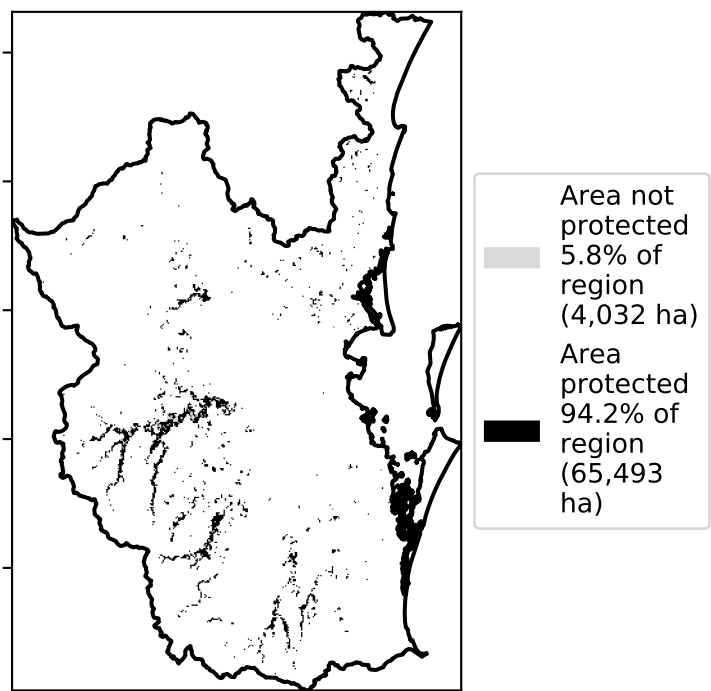 Area not
protected
5.8% of
region
(4,032 ha)
Area
protected
94.2% of
region
(65,493
ha)